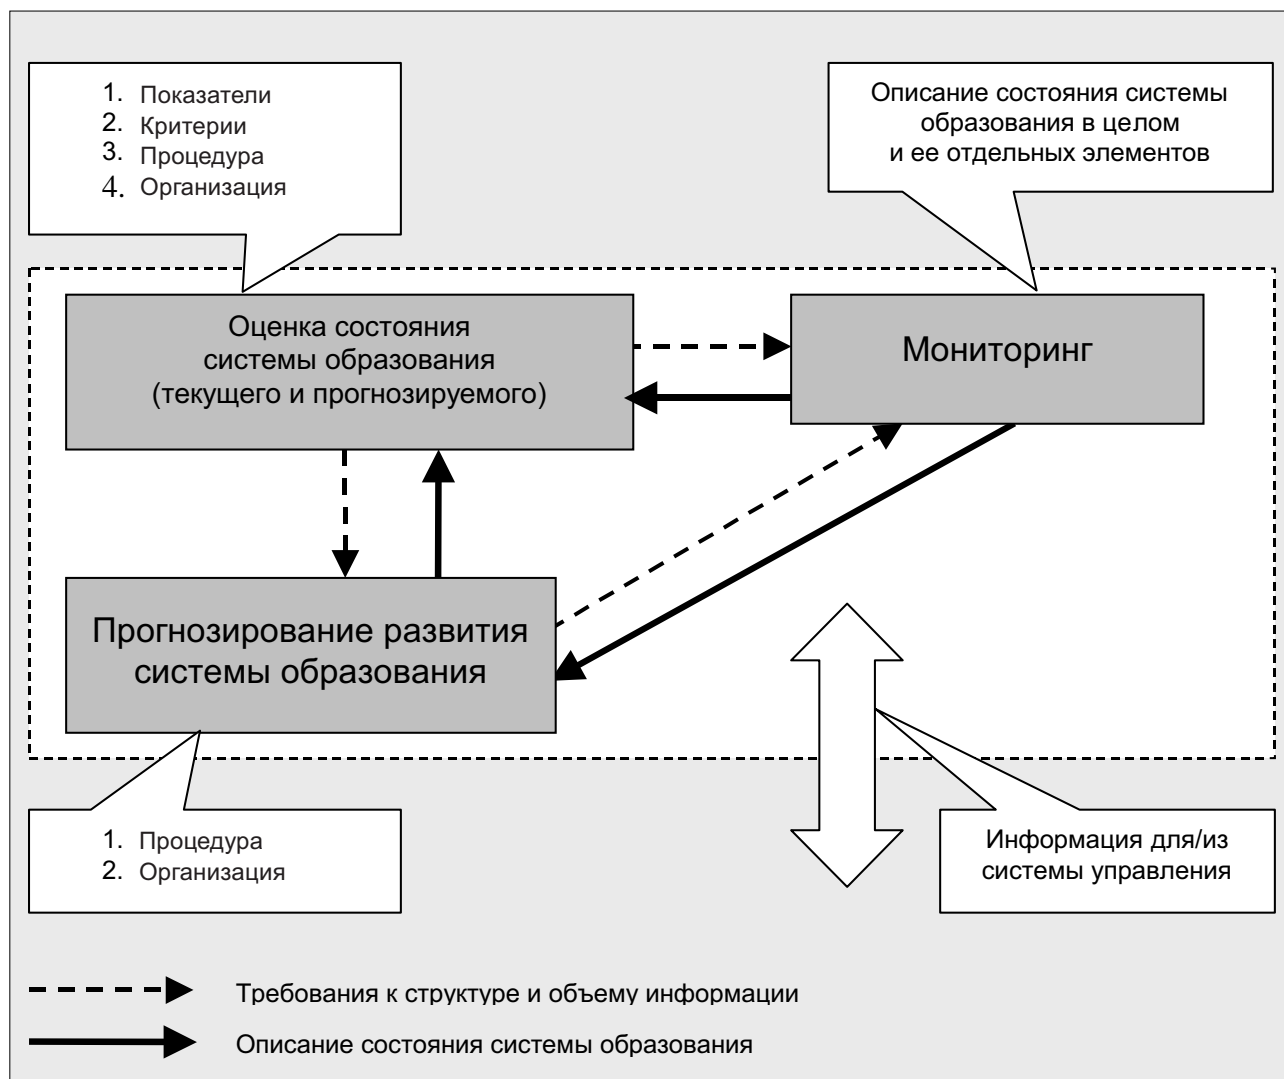 1. Показатели
2. Критерии
3. Процедура
4. Организация
Описание состояния системы
образования в целом
и ее отдельных элементов
Оценка состояния
системы образования
(текущего и прогнозируемого)
Мониторинг
Прогнозирование развития
системы образования
1. Процедура
2. Организация
Информация для/из
системы управления
Требования к структуре и объему информации
Описание состояния системы образования